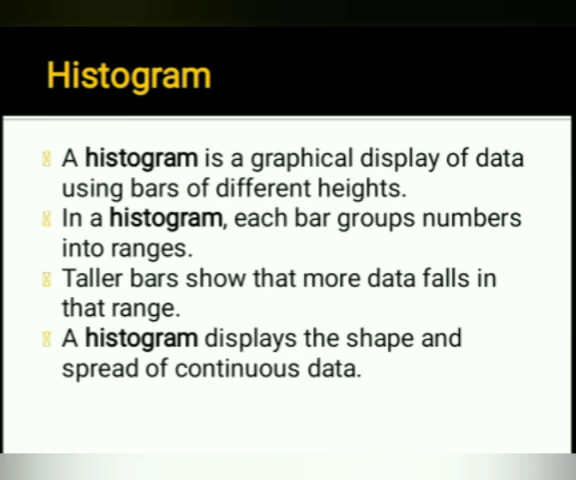 Histogram
A histogram is a graphical display of data
using bars of different heights.
In a histogram, each bar groups numbers
into ranges.
Taller bars show that more data falls in
that range.
A histogram displays the shape and
spread of continuous data.